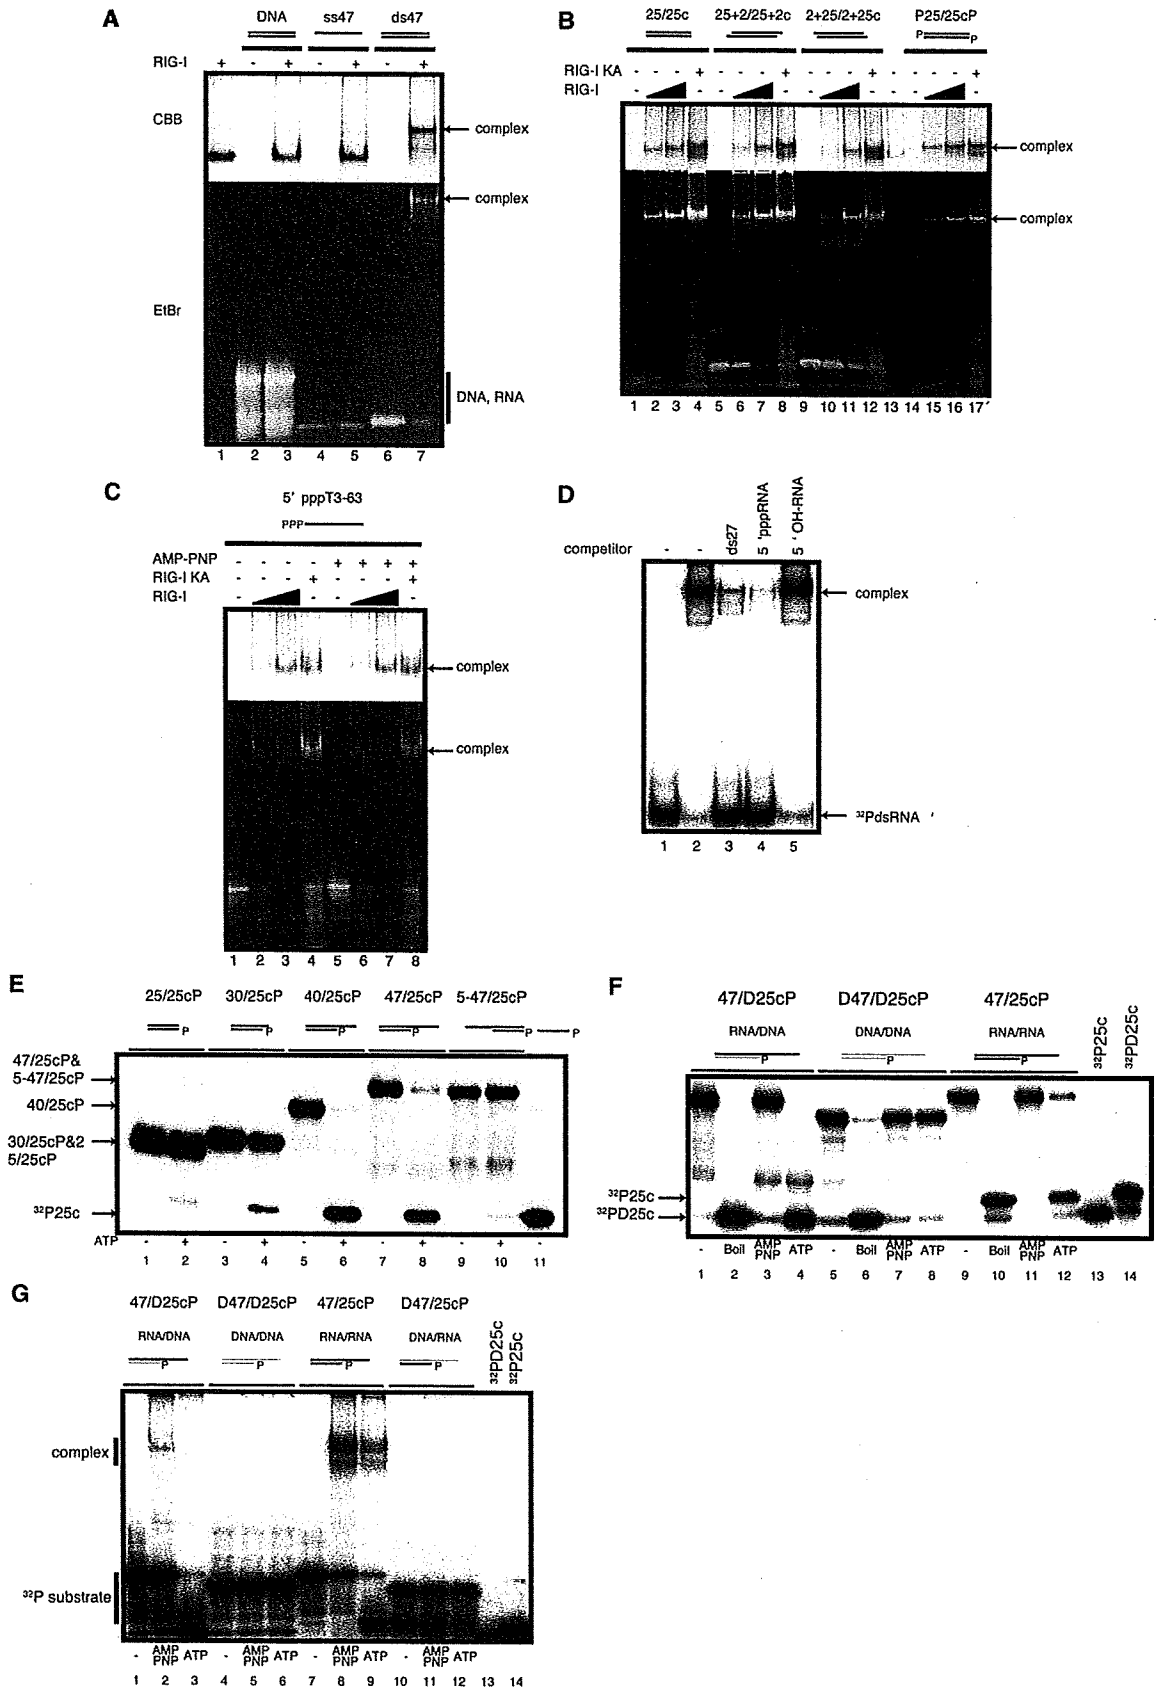 A
DNA ss47 ds47
RIG-I + - + - + - +
CBB
complex
complex
EtBr
DNA, RNA
1 2 3 4 5 6 7
B
25/25c 25+2/25+2c 2+25/2+25c P25/25cP
P P
RIG-I KA - - - + - - - + - - - + - - - - +
RIG-I - - - - - - - - -
complex
complex
1 2 3 4 5 6 7 8 9 10 11 12 13 14 15 16 17
C
5' pppT3-63
PPP
AMP-PNP - - - - + + + +
RIG-I KA - - - + - - - +
RIG-I - - - -
complex
complex
1 2 3 4 5 6 7 8
D
competitor - - ds27 5 'pppRNA 5 ' OH-RNA
complex
32PdsRNA
1 2 3 4 5
E
25/25cP 30/25cP 40/25cP 47/25cP 5-47/25cP
P P P P P P
47/25cP&
5-47/25cP
40/25cP
30/25cP&2
5/25cP
32P25c
ATP - + - + - + - + - + -
1 2 3 4 5 6 7 8 9 10 11
F
47/D25cP D47/D25cP 47/25cP 32P25c 32PD25c
RNA/DNA DNA/DNA RNA/RNA
P P P
32P25c
32PD25c
- Boil AMP PNP ATP - Boil AMP PNP ATP - Boil AMP PNP ATP
1 2 3 4 5 6 7 8 9 10 11 12 13 14
G
47/D25cP D47/D25cP 47/25cP D47/25cP 32PD25c 32P25c
RNA/DNA DNA/DNA RNA/RNA DNA/RNA
P P P P
complex
32P substrate
- AMP PNP ATP - AMP PNP ATP - AMP PNP ATP - AMP PNP ATP
1 2 3 4 5 6 7 8 9 10 11 12 13 14